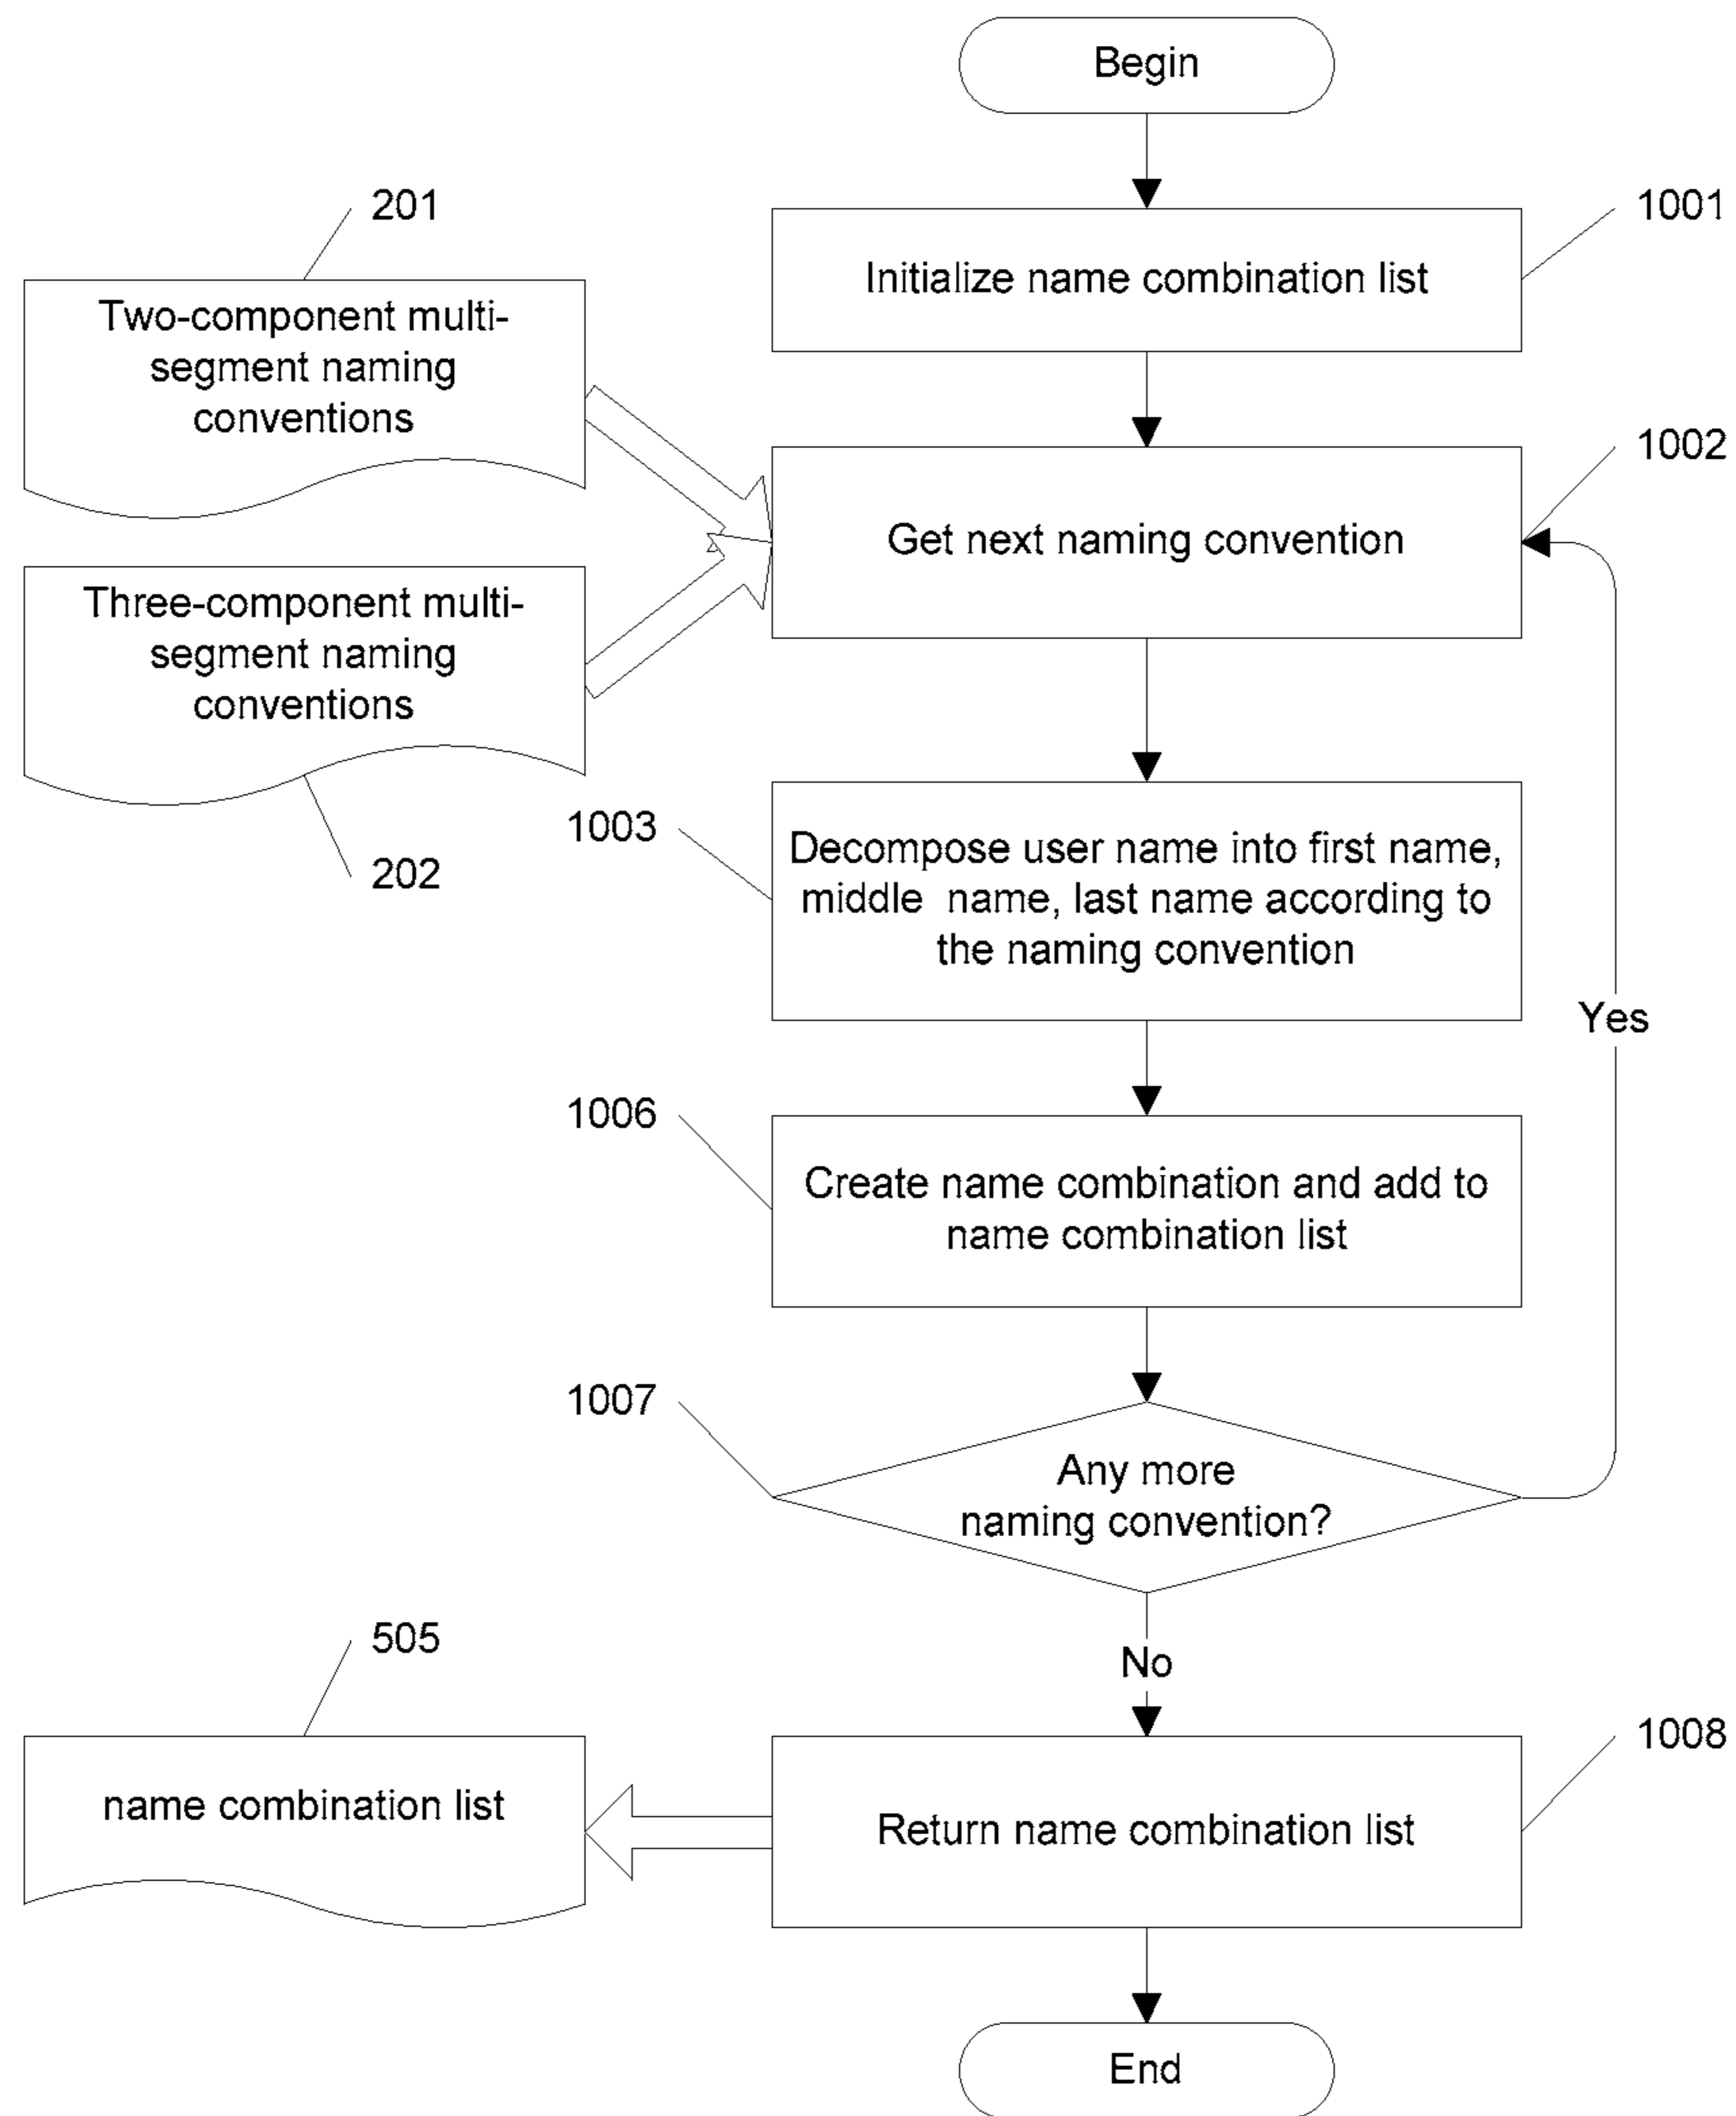 Begin
201
1001
Two-component multi-
segment naming
conventions
Initialize name combination list
1002
Get next naming convention
Three-component multi-
segment naming
conventions
202
1003
Decompose user name into first name,
middle name, last name according to
the naming convention
Yes
1006
Create name combination and add to
name combination list
1007
Any more
naming convention?
No
505
1008
name combination list
Return name combination list
End